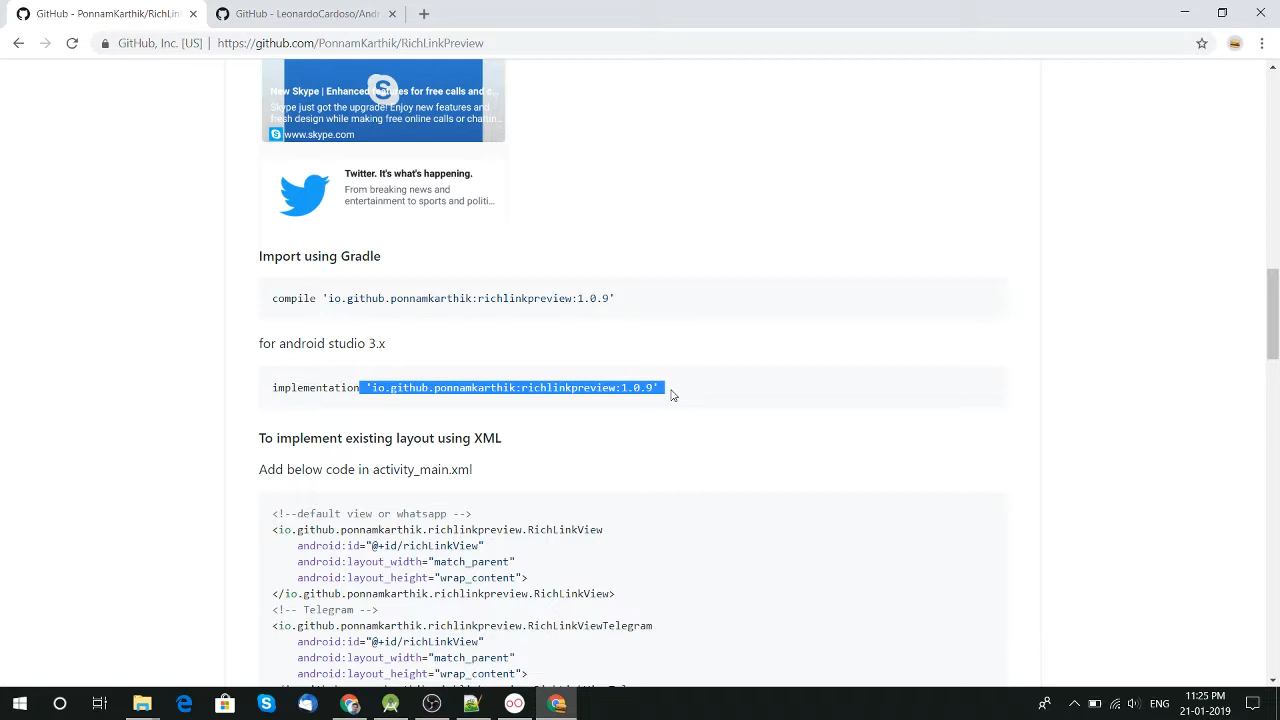 GitHub - PonnamKarthik/RichLin
GitHub - LeonardoCardoso/Andr
GitHub, Inc. [US] | https://github.com/PonnamKarthik/RichLinkPreview
New Skype | Enhanced features for free calls and c...
Skype just got the upgrade! Enjoy new features and
fresh design while making free online calls or chattin...
www.skype.com
Twitter. It's what's happening.
From breaking news and
entertainment to sports and politi...
Import using Gradle
compile 'io.github.ponnamkarthik:richlinkpreview:1.0.9'
for android studio 3.x
implementation 'io.github.ponnamkarthik:richlinkpreview:1.0.9'
To implement existing layout using XML
Add below code in activity_main.xml
<!--default view or whatsapp -->
<io.github.ponnamkarthik.richlinkpreview.RichLinkView
android:id="@+id/richLinkView"
android:layout_width="match_parent"
android:layout_height="wrap_content">
</io.github.ponnamkarthik.richlinkpreview.RichLinkView>
<!-- Telegram -->
<io.github.ponnamkarthik.richlinkpreview.RichLinkViewTelegram
android:id="@+id/richLinkView"
android:layout_width="match_parent"
android:layout_height="wrap_content">
ENG
11:25 PM
21-01-2019